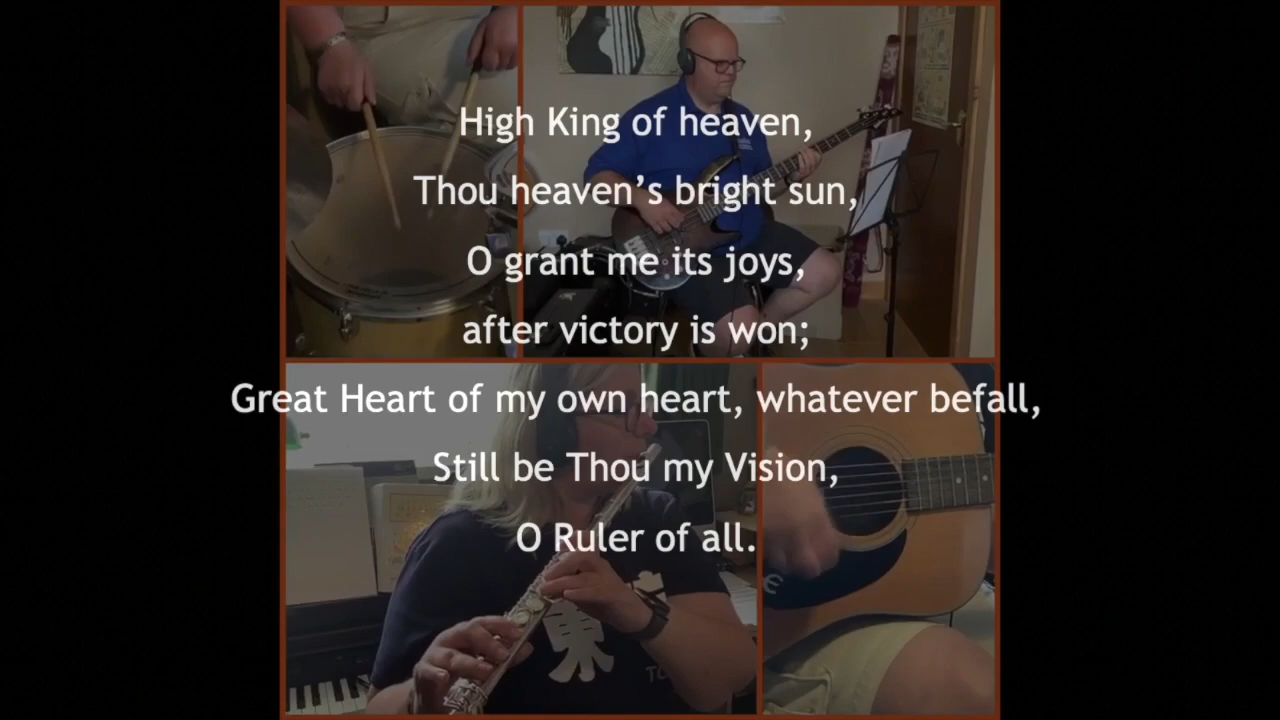 High King of heaven,
Thou heaven’s bright sun,
O grant me its joys,
after victory is won;
Great Heart of my own heart, whatever befall,
Still be Thou my Vision,
O Ruler of all.
東